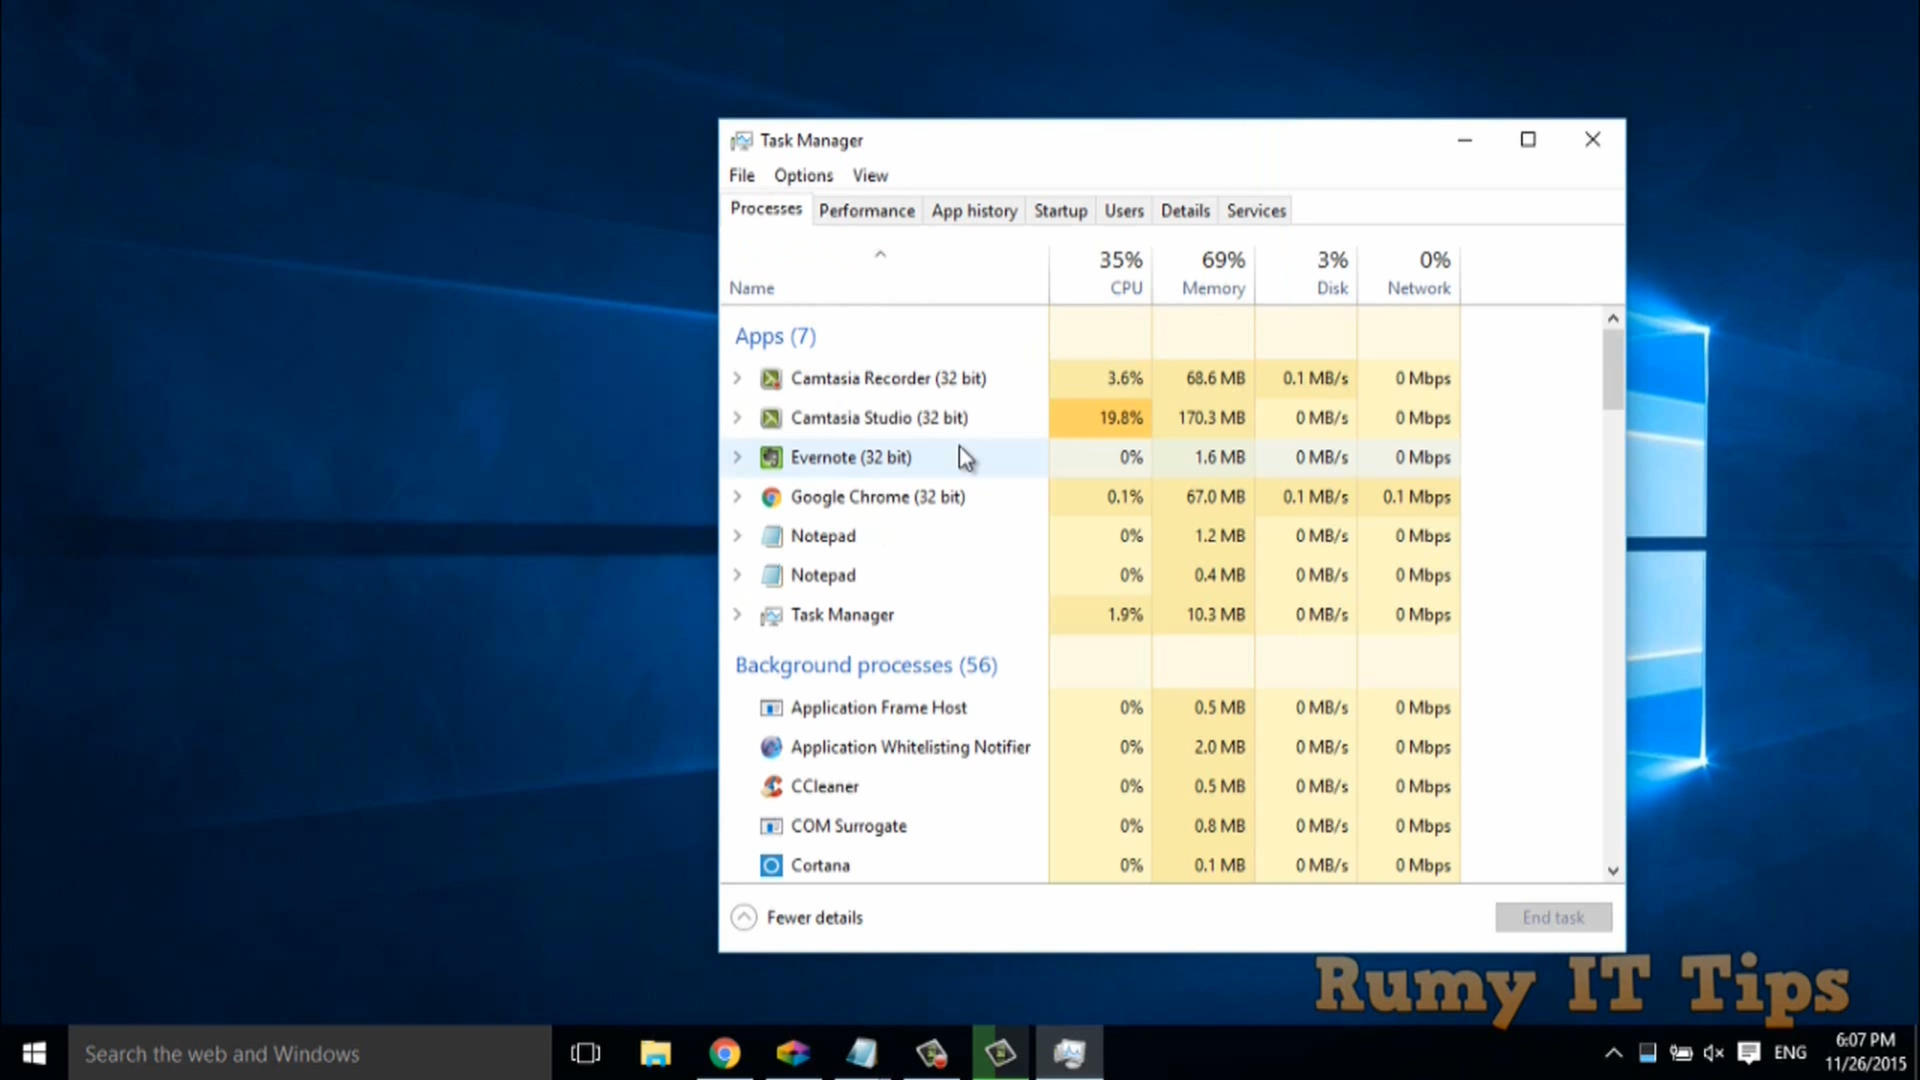 Task Manager
File Options View
Processes Performance App history Startup Users Details Services
35% 69% 3% 0%
Name CPU Memory Disk Network
Apps (7)
Camtasia Recorder (32 bit) 3.6% 68.6 MB 0.1 MB/s 0 Mbps
Camtasia Studio (32 bit) 19.8% 170.3 MB 0 MB/s 0 Mbps
Evernote (32 bit) 0% 1.6 MB 0 MB/s 0 Mbps
Google Chrome (32 bit) 0.1% 67.0 MB 0.1 MB/s 0.1 Mbps
Notepad 0% 1.2 MB 0 MB/s 0 Mbps
Notepad 0% 0.4 MB 0 MB/s 0 Mbps
Task Manager 1.9% 10.3 MB 0 MB/s 0 Mbps
Background processes (56)
Application Frame Host 0% 0.5 MB 0 MB/s 0 Mbps
Application Whitelisting Notifier 0% 2.0 MB 0 MB/s 0 Mbps
CCleaner 0% 0.5 MB 0 MB/s 0 Mbps
COM Surrogate 0% 0.8 MB 0 MB/s 0 Mbps
Cortana 0% 0.1 MB 0 MB/s 0 Mbps
Fewer details End task
Rumy IT Tips
Search the web and Windows ENG 6:07 PM
11/26/2015